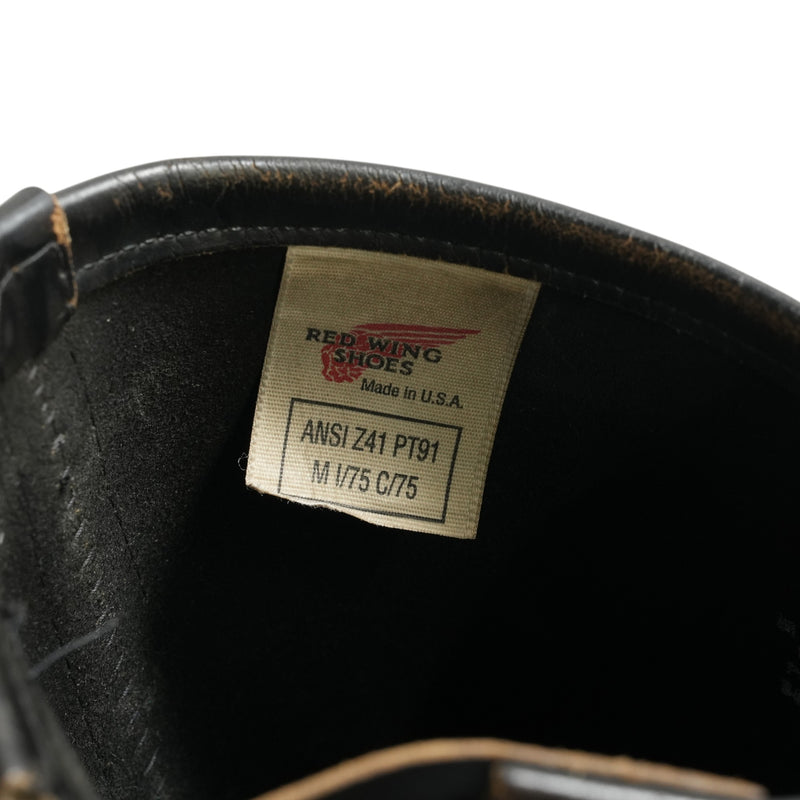 RED WING
SHOES
Made in U.S.A.
ANSI Z41 PT91
M I/75 C/75